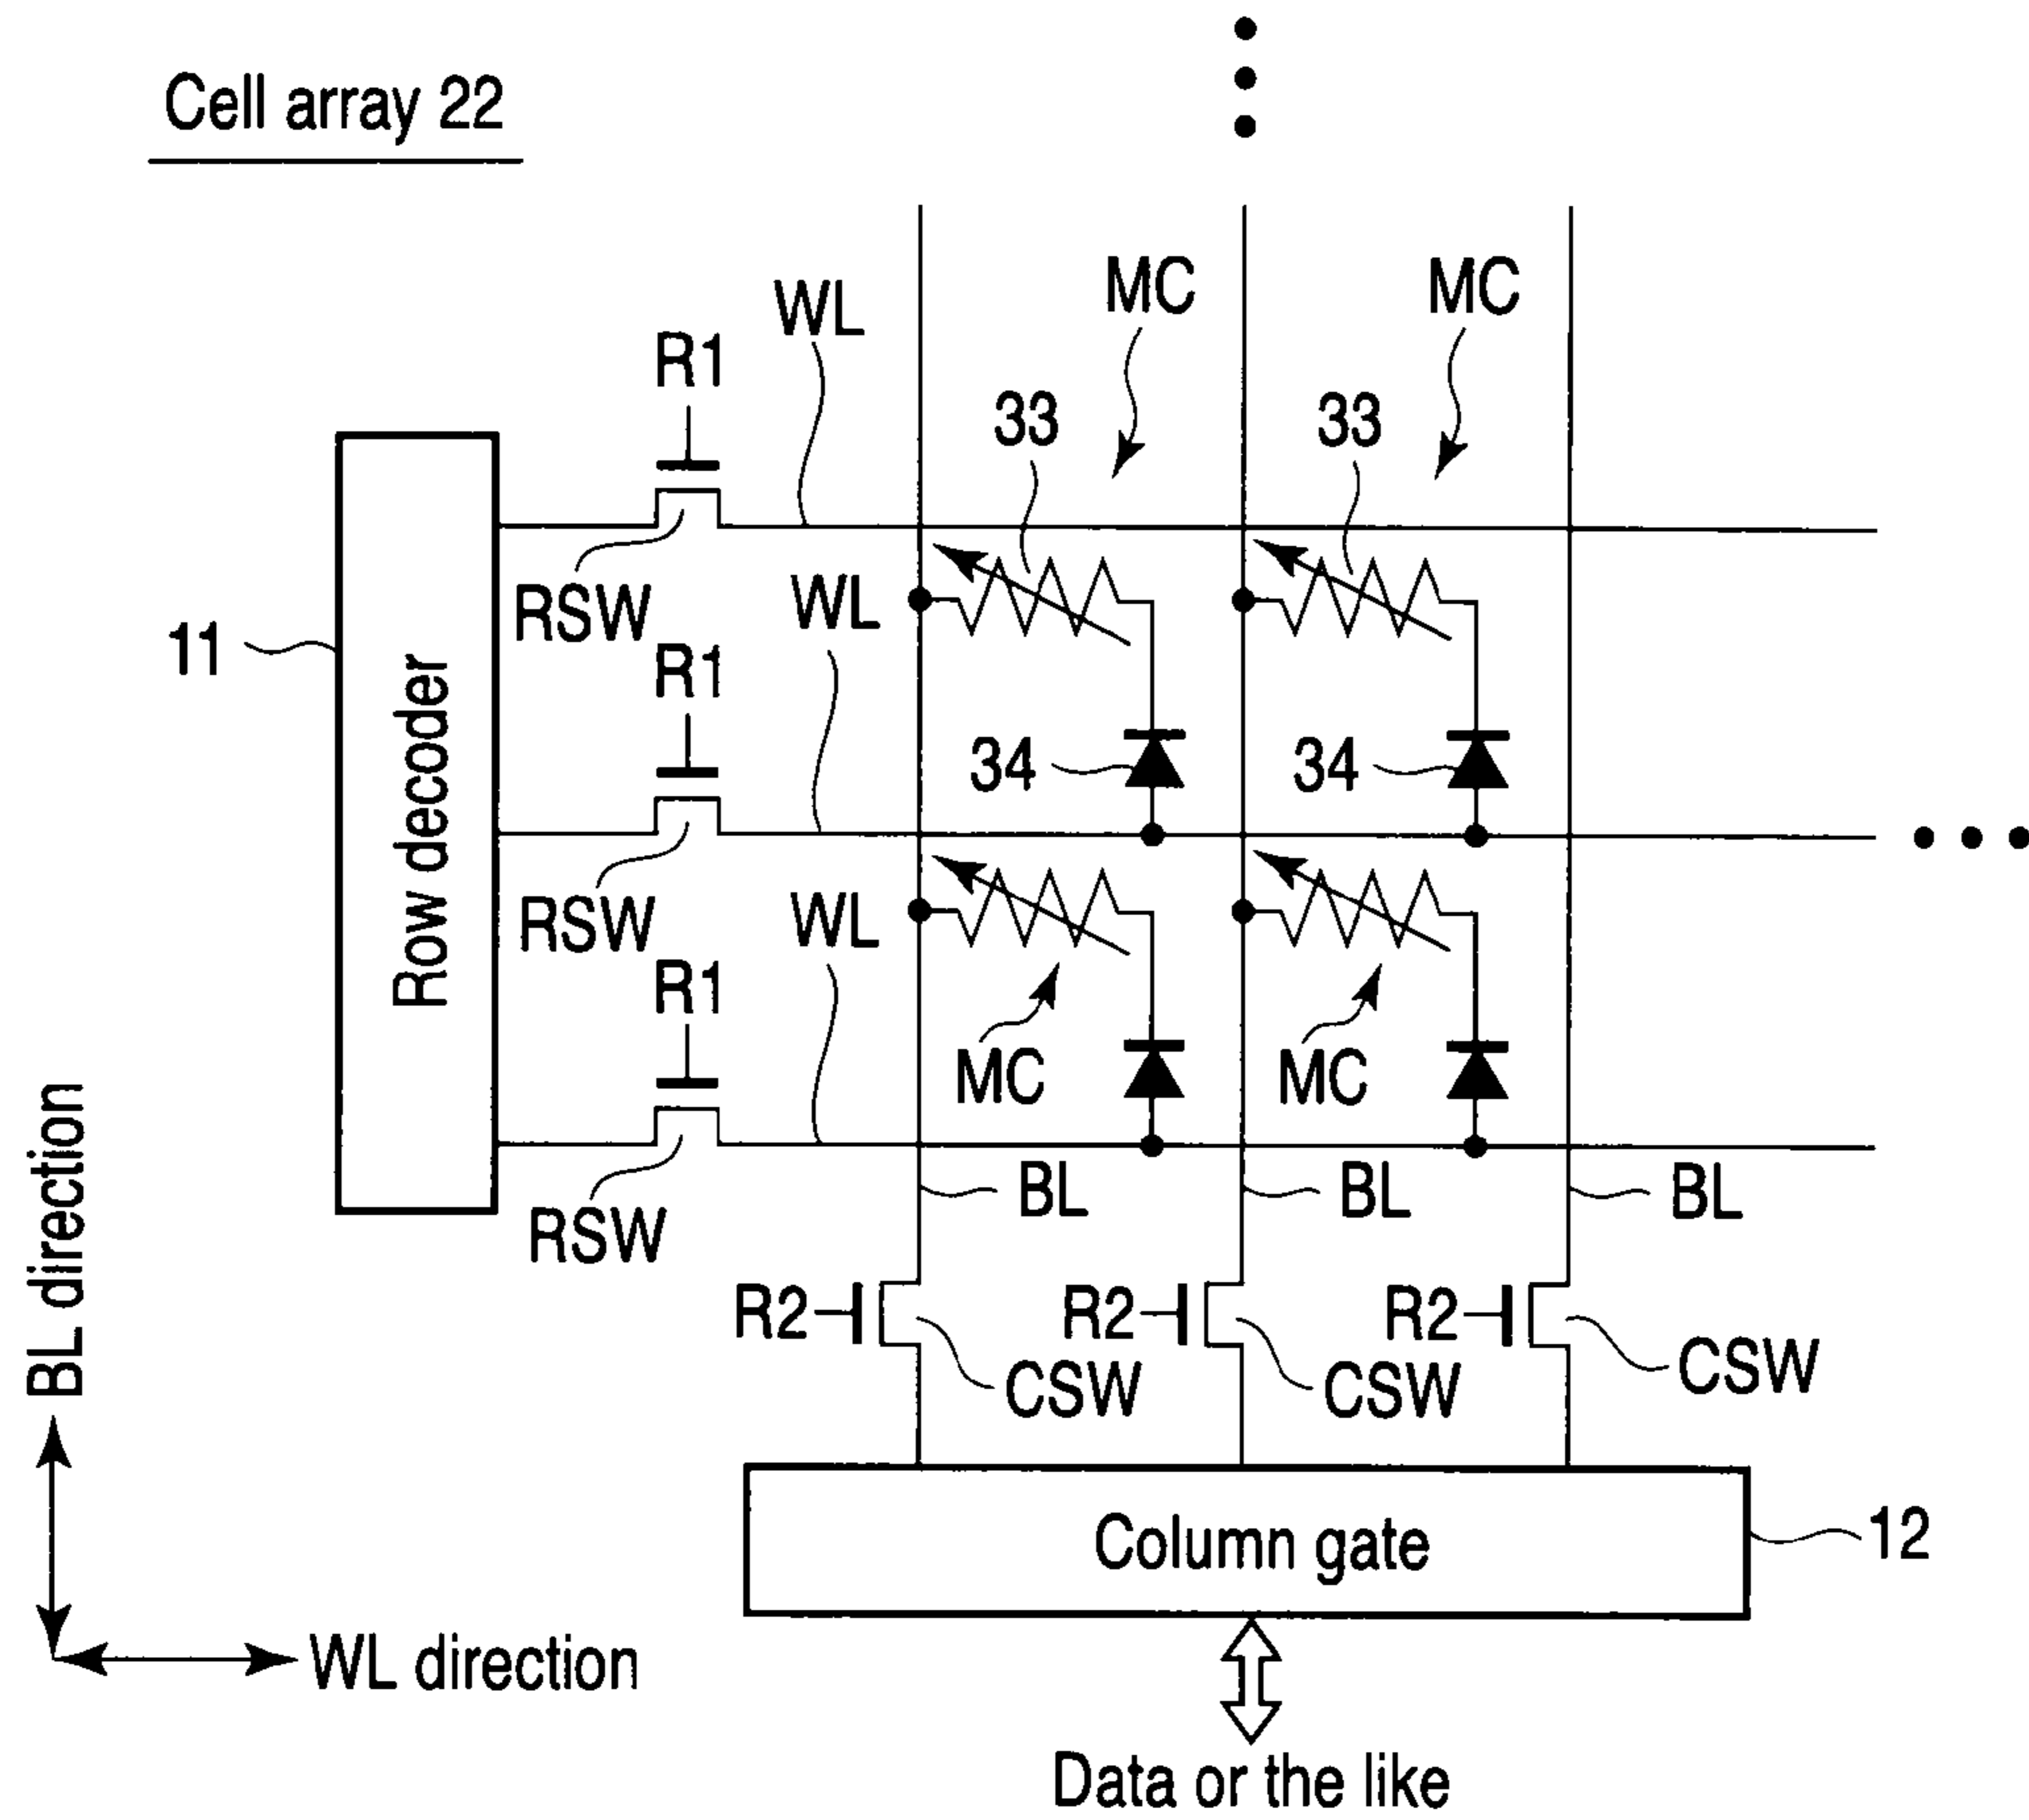 Cell array 22
MC
MC
WL
R1
33
33
RSW
WL
11
R1
Row decoder
34
34
RSW
WL
R1
MC
MC
RSW
BL
BL
BL
BL direction
R2
R2
R2
CSW
CSW
CSW
Column gate
12
WL direction
Data or the like